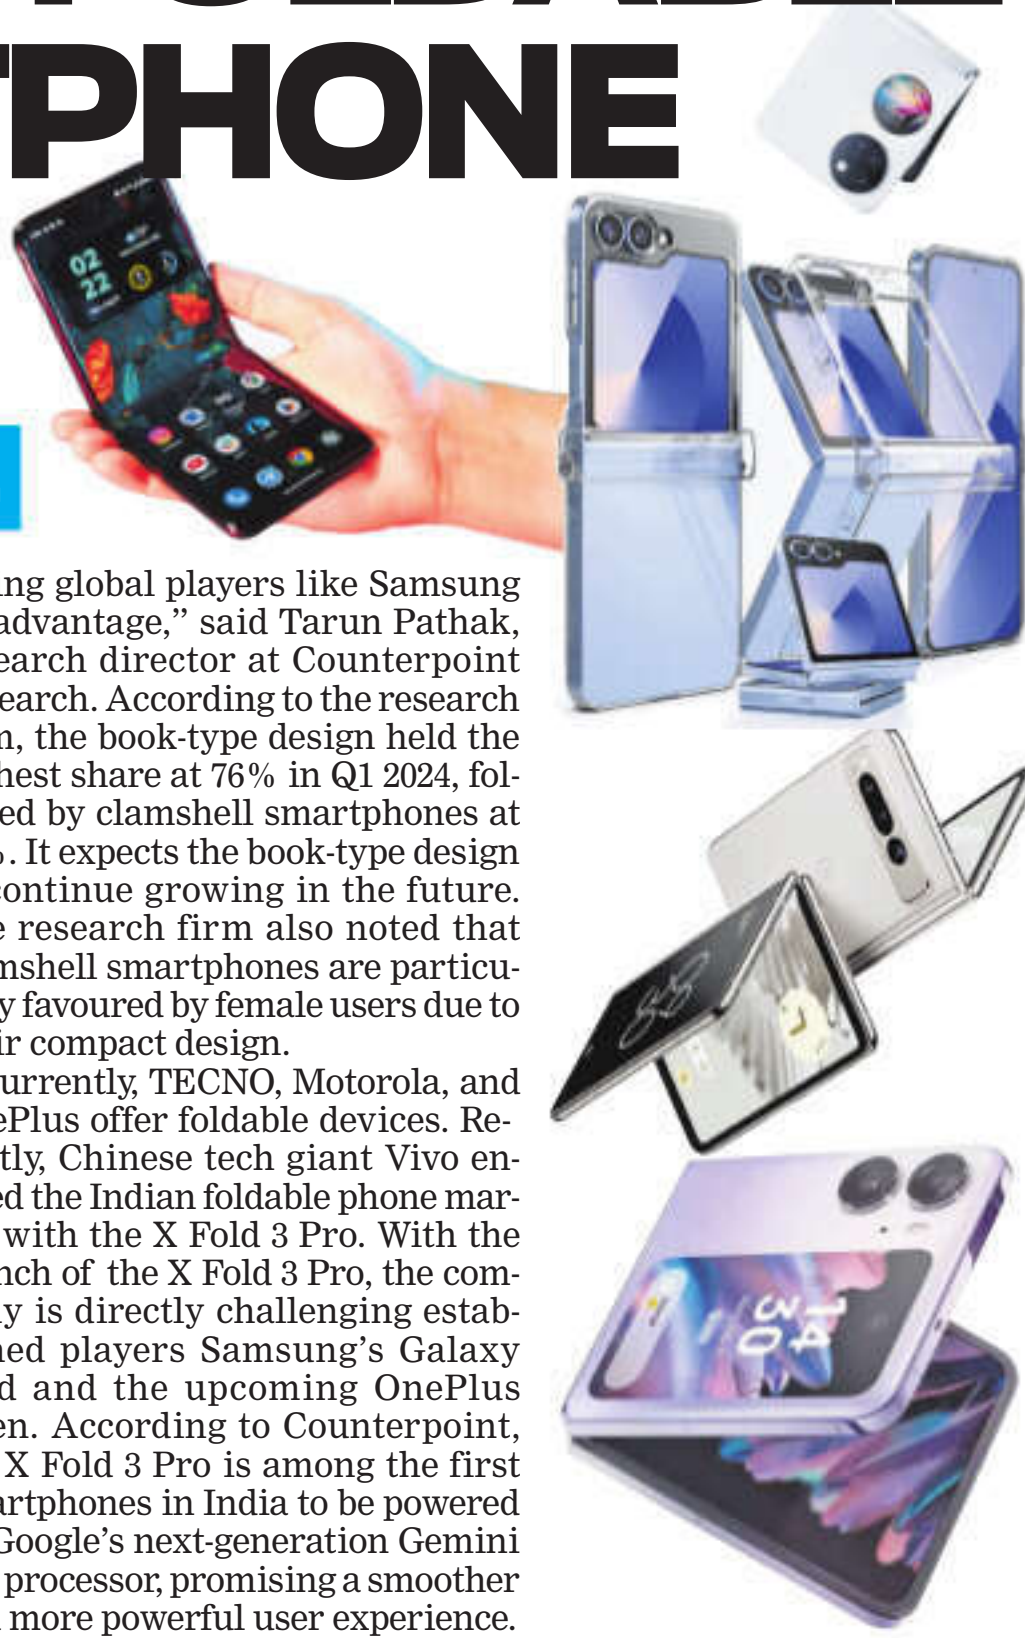 FOLDABLE
TPHONE
02
22
ing global players like Samsung
advantage,” said Tarun Pathak,
earch director at Counterpoint
earch. According to the research
n, the book-type design held the
hest share at 76% in Q1 2024, fol-
ed by clamshell smartphones at
%. It expects the book-type design
continue growing in the future.
e research firm also noted that
mshell smartphones are particu-
y favoured by female users due to
ir compact design.
urrently, TECNO, Motorola, and
ePlus offer foldable devices. Re-
tly, Chinese tech giant Vivo en-
ed the Indian foldable phone mar-
with the X Fold 3 Pro. With the
nch of the X Fold 3 Pro, the com-
y is directly challenging estab-
hed players Samsung’s Galaxy
d and the upcoming OnePlus
en. According to Counterpoint,
X Fold 3 Pro is among the first
artphones in India to be powered
Google’s next-generation Gemini
processor, promising a smoother
more powerful user experience.
14
30